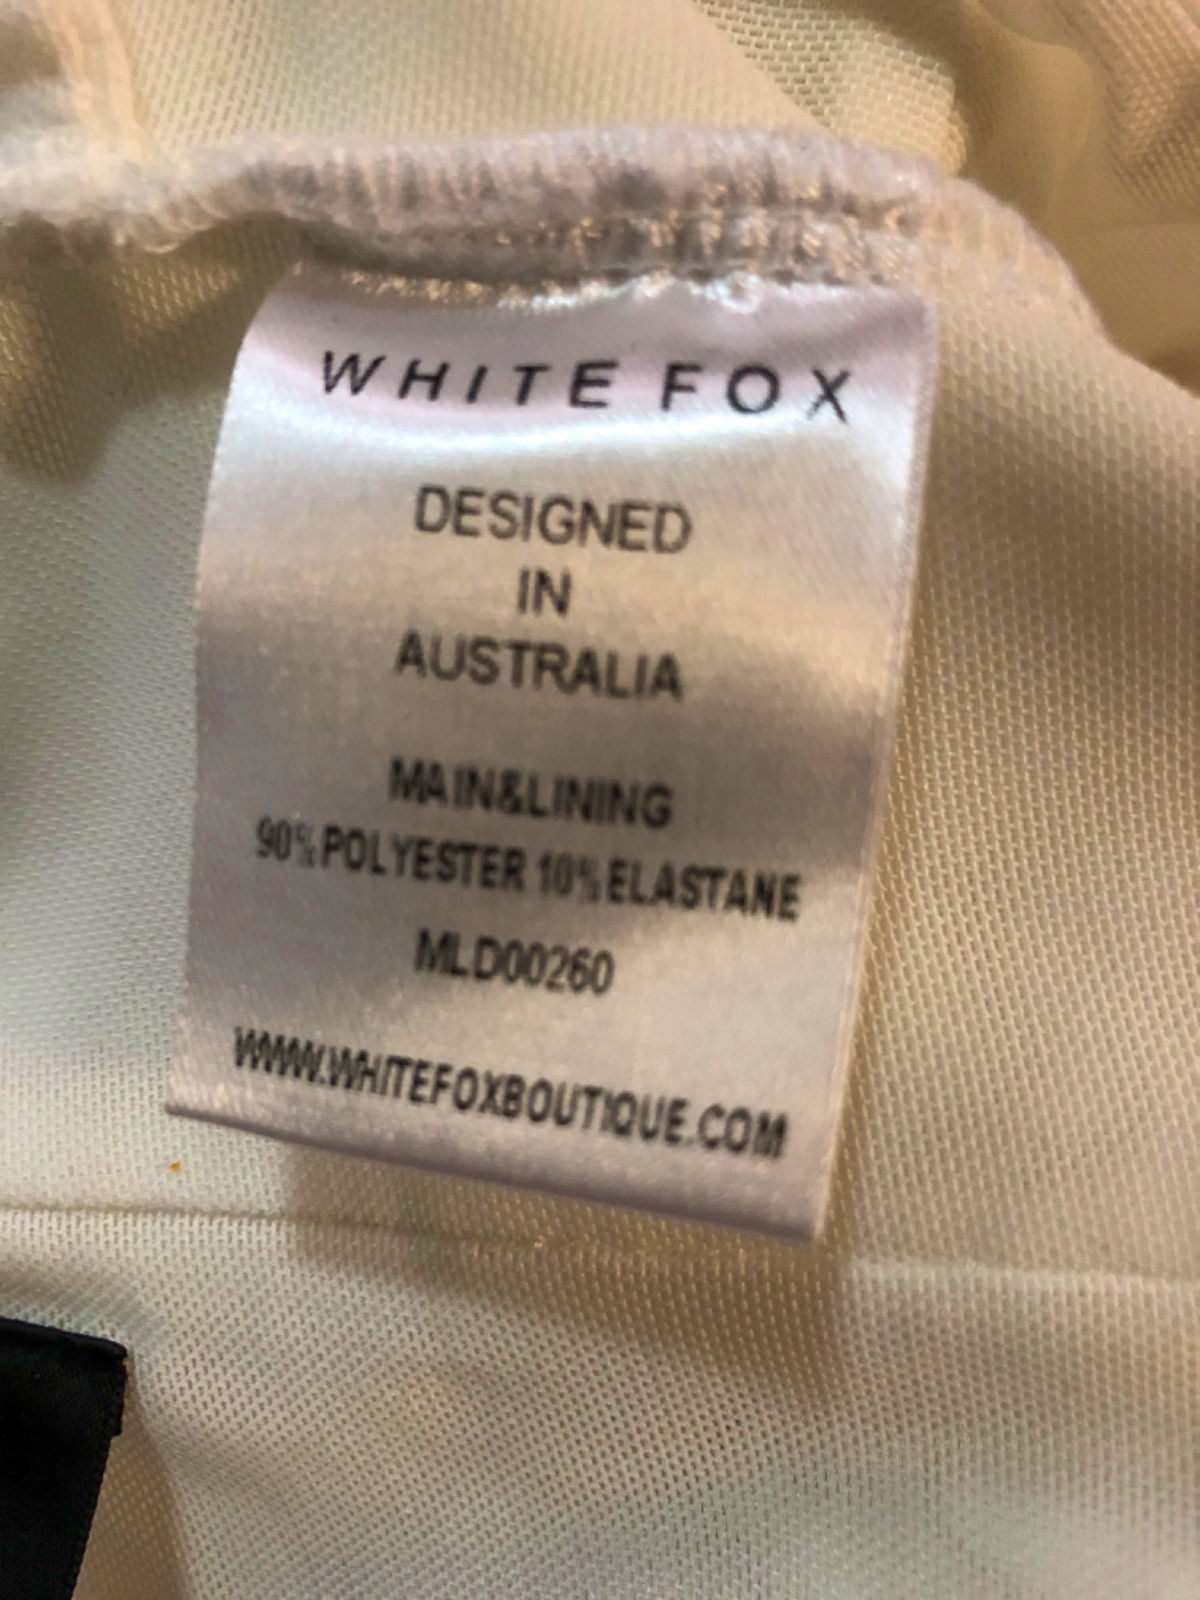 WHITE FOX
DESIGNED
IN
AUSTRALIA
MAIN&LINING
90%POLYESTER 10%ELASTANE
MLD00260
WWW.WHITEFOXBOUTIQUE.COM